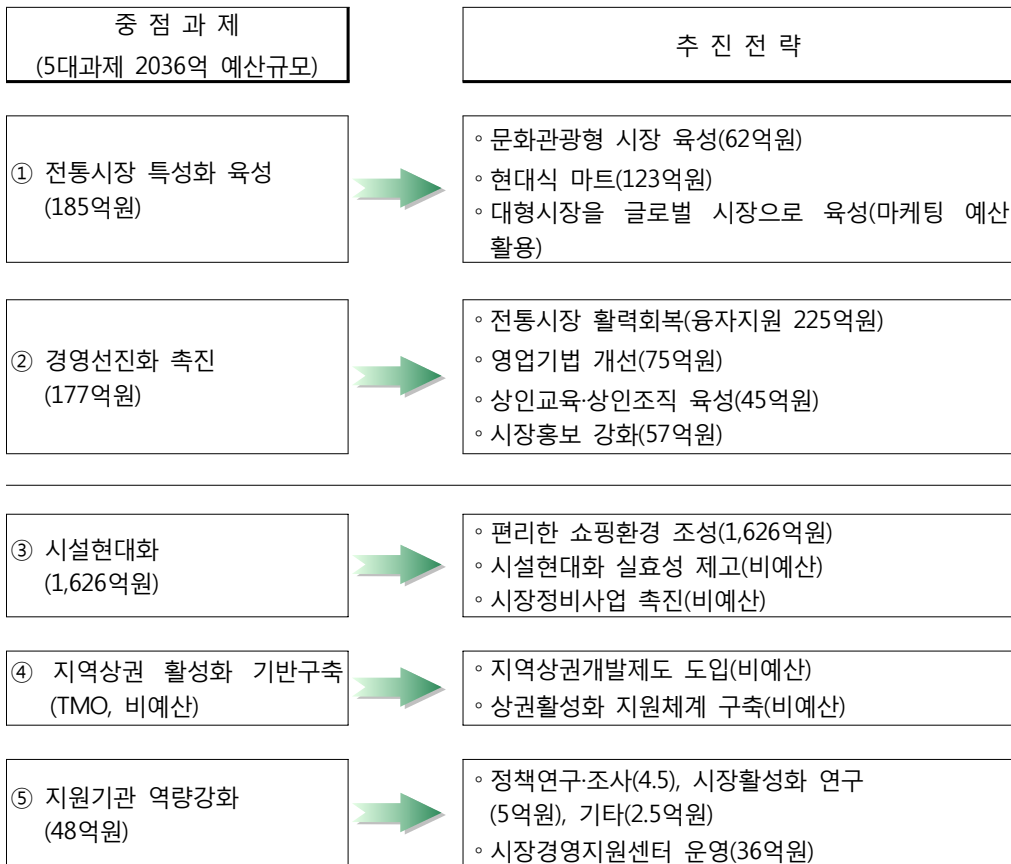 중 점 과 제
(5대과제 2036억 예산규모)
추 진 전 략
① 전통시장 특성화 육성
(185억원)
◦문화관광형 시장 육성(62억원)
◦현대식 마트(123억원)
◦대형시장을 글로벌 시장으로 육성(마케팅 예산
활용)
② 경영선진화 촉진
(177억원)
◦전통시장 활력회복(융자지원 225억원)
◦영업기법 개선(75억원)
◦상인교육·상인조직 육성(45억원)
◦시장홍보 강화(57억원)
③ 시설현대화
(1,626억원)
◦편리한 쇼핑환경 조성(1,626억원)
◦시설현대화 실효성 제고(비예산)
◦시장정비사업 촉진(비예산)
④ 지역상권 활성화 기반구축
(TMO, 비예산)
◦지역상권개발제도 도입(비예산)
◦상권활성화 지원체계 구축(비예산)
⑤ 지원기관 역량강화
(48억원)
◦정책연구·조사(4.5), 시장활성화 연구
(5억원), 기타(2.5억원)
◦시장경영지원센터 운영(36억원)